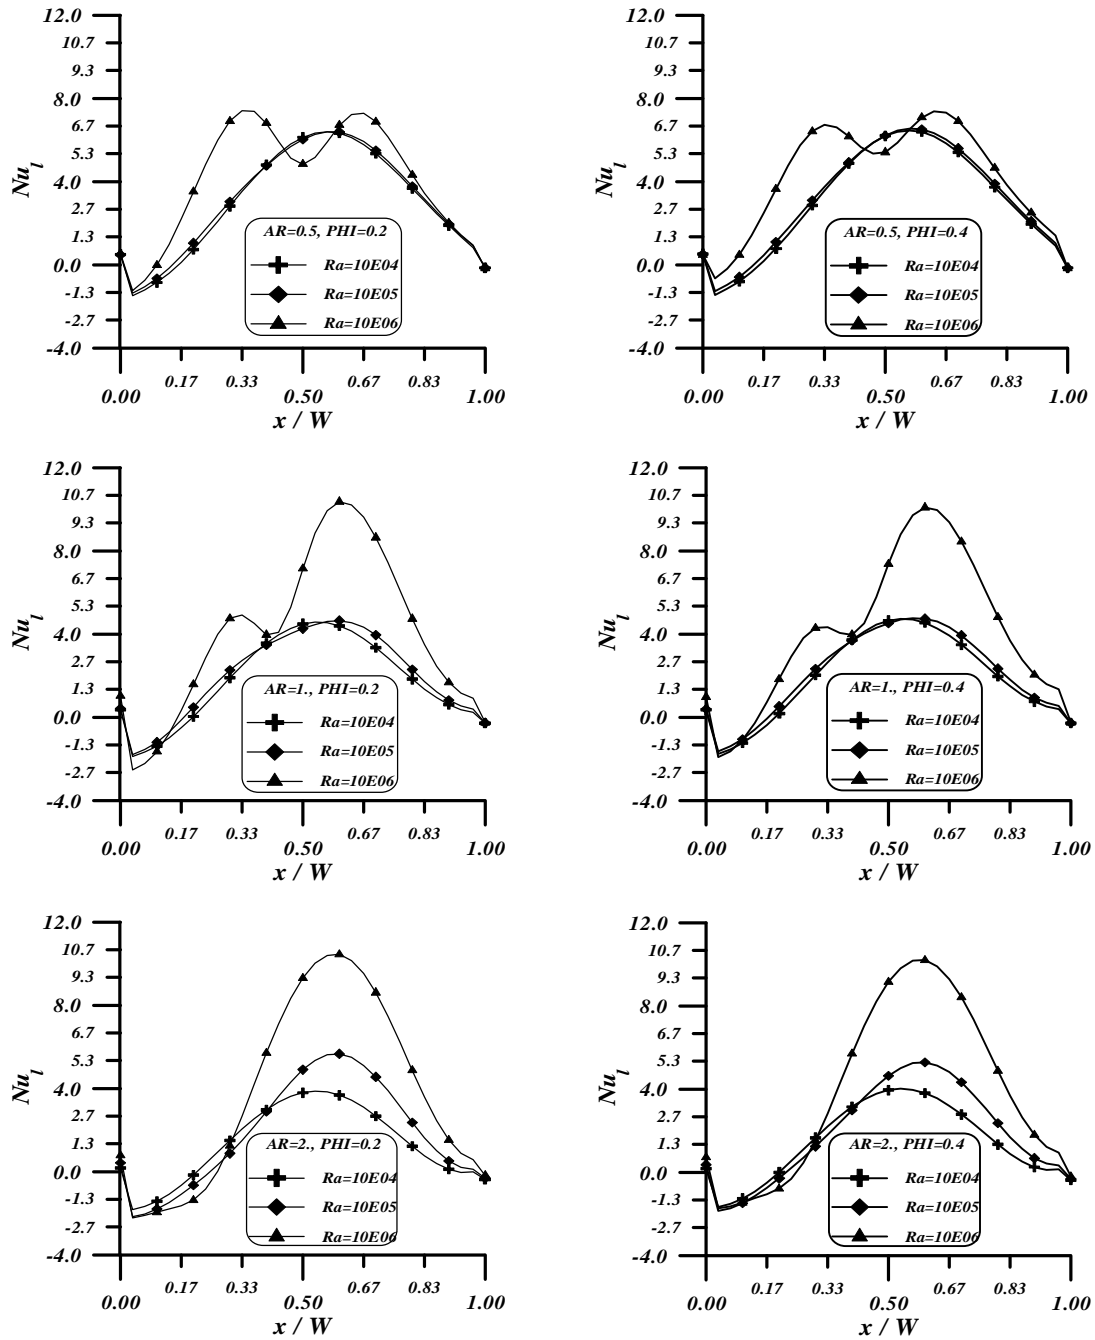 12.0
10.7
9.3
8.0
6.7
5.3
4.0
2.7
1.3
0.0
-1.3
-2.7
-4.0
Nu_l
AR=0.5, PHI=0.2
Ra=10E04
Ra=10E05
Ra=10E06
0.17 0.33 0.67 0.83
0.00 0.50 1.00
x / W
12.0
10.7
9.3
8.0
6.7
5.3
4.0
2.7
1.3
0.0
-1.3
-2.7
-4.0
Nu_l
AR=0.5, PHI=0.4
Ra=10E04
Ra=10E05
Ra=10E06
0.17 0.33 0.67 0.83
0.00 0.50 1.00
x / W
12.0
10.7
9.3
8.0
6.7
5.3
4.0
2.7
1.3
0.0
-1.3
-2.7
-4.0
Nu_l
AR=1., PHI=0.2
Ra=10E04
Ra=10E05
Ra=10E06
0.17 0.33 0.67 0.83
0.00 0.50 1.00
x / W
12.0
10.7
9.3
8.0
6.7
5.3
4.0
2.7
1.3
0.0
-1.3
-2.7
-4.0
Nu_l
AR=1., PHI=0.4
Ra=10E04
Ra=10E05
Ra=10E06
0.17 0.33 0.67 0.83
0.00 0.50 1.00
x / W
12.0
10.7
9.3
8.0
6.7
5.3
4.0
2.7
1.3
0.0
-1.3
-2.7
-4.0
Nu_l
AR=2., PHI=0.2
Ra=10E04
Ra=10E05
Ra=10E06
0.17 0.33 0.67 0.83
0.00 0.50 1.00
x / W
12.0
10.7
9.3
8.0
6.7
5.3
4.0
2.7
1.3
0.0
-1.3
-2.7
-4.0
Nu_l
AR=2., PHI=0.4
Ra=10E04
Ra=10E05
Ra=10E06
0.17 0.33 0.67 0.83
0.00 0.50 1.00
x / W